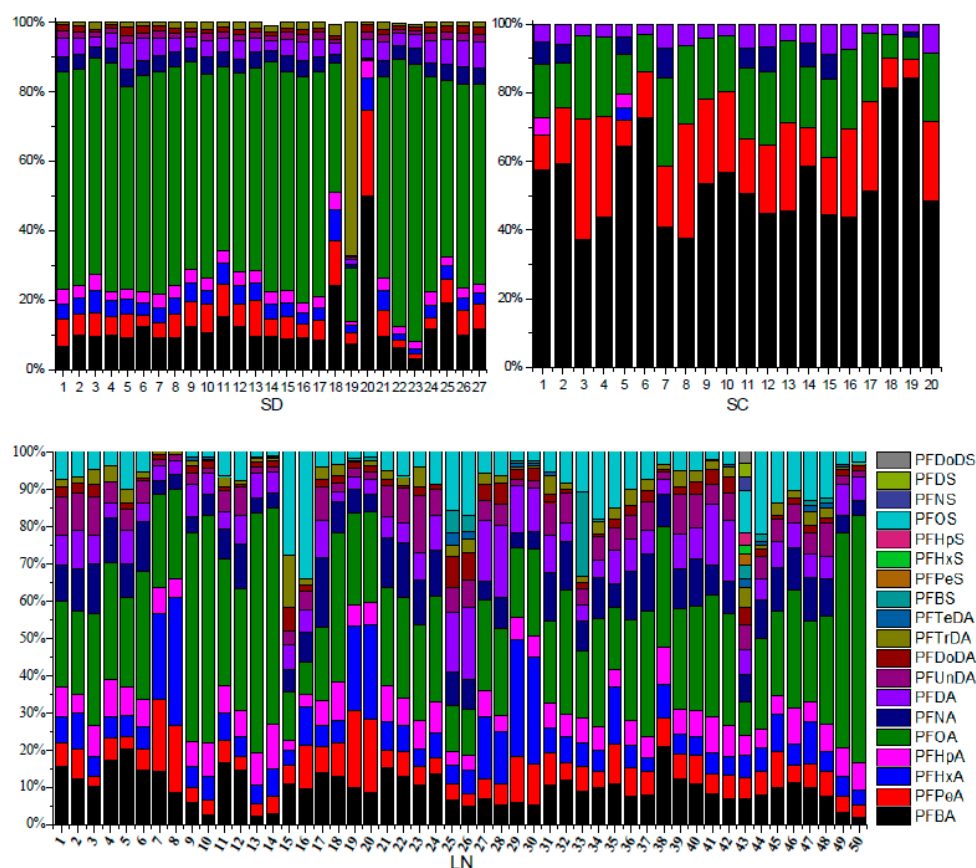 100%
80%
60%
40%
20%
0%
1 2 3 4 5 6 7 8 9 10 11 12 13 14 15 16 17 18 19 20 21 22 23 24 25 26 27
SD
100%
80%
60%
40%
20%
0%
1 2 3 4 5 6 7 8 9 10 11 12 13 14 15 16 17 18 19 20
SC
100%
90%
80%
70%
60%
50%
40%
30%
20%
10%
0%
1 2 3 4 5 6 7 8 9 10 11 12 13 14 15 16 17 18 19 20 21 22 23 24 25 26 27 28 29 30 31 32 33 34 35 36 37 38 39 40 41 42 43 44 45 46 47 48 49 50
LN
PFDoDS
PFDS
PFNS
PFOS
PFHpS
PFHxS
PFPeS
PFBS
PFTeDA
PFTrDA
PFDoDA
PFUnDA
PFDA
PFNA
PFOA
PFHpA
PFHxA
PFPeA
PFBA